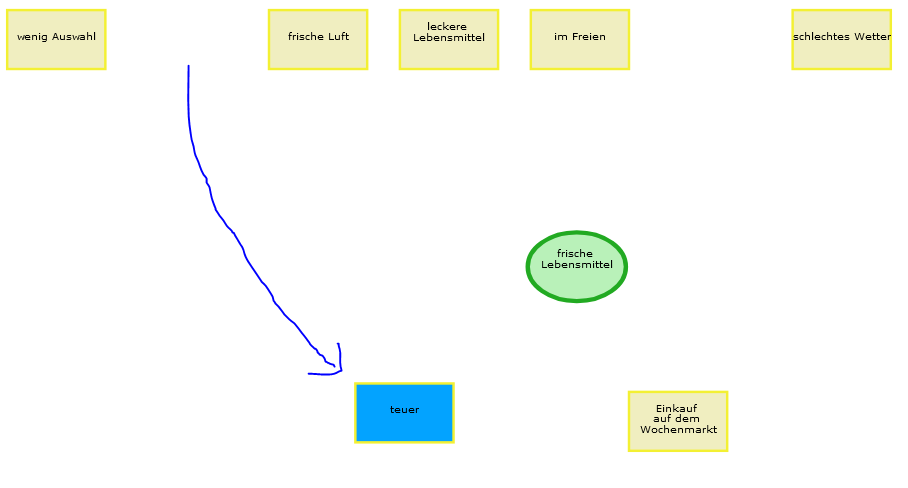 wenig Auswahl
frische Luft
leckere
Lebensmittel
im Freien
schlechtes Wetter
frische
Lebensmittel
teuer
Einkauf
auf dem
Wochenmarkt